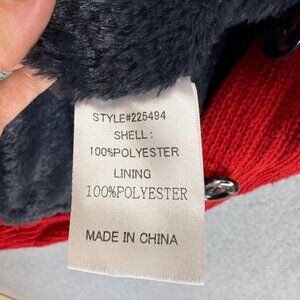 STYLE#225494
SHELL:
100%POLYESTER
LINING
100%POLYESTER
MADE IN CHINA